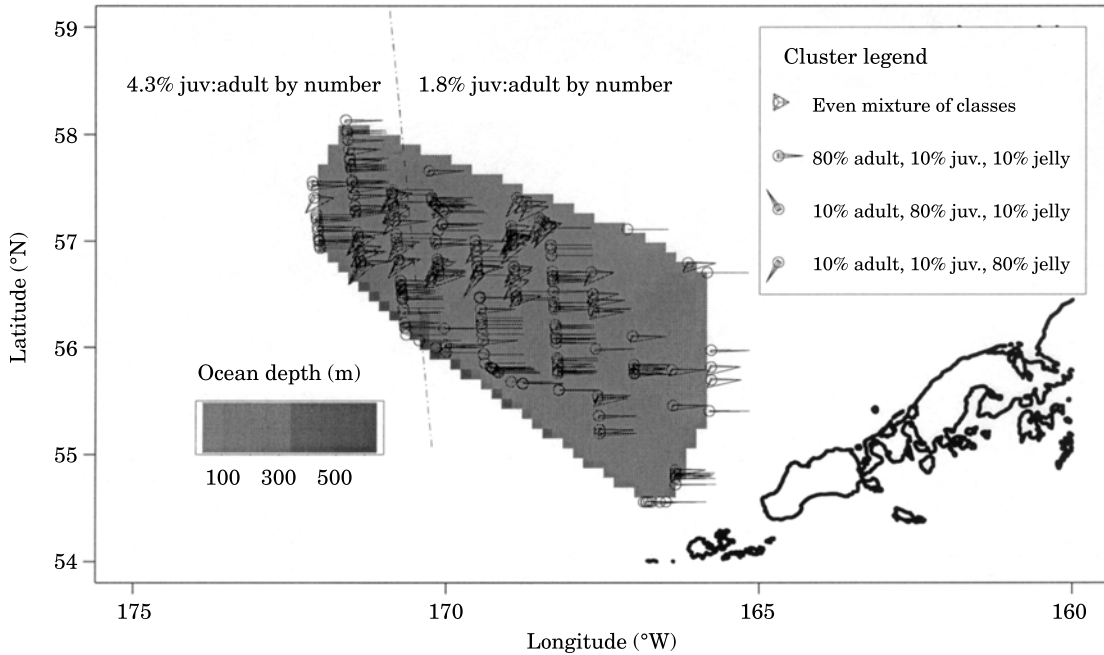 59
58
57
56
55
54
Latitude (°N)
4.3% juv:adult by number
1.8% juv:adult by number
Cluster legend
Even mixture of classes
80% adult, 10% juv., 10% jelly
10% adult, 80% juv., 10% jelly
10% adult, 10% juv., 80% jelly
Ocean depth (m)
100 300 500
175 170 165 160
Longitude (°W)